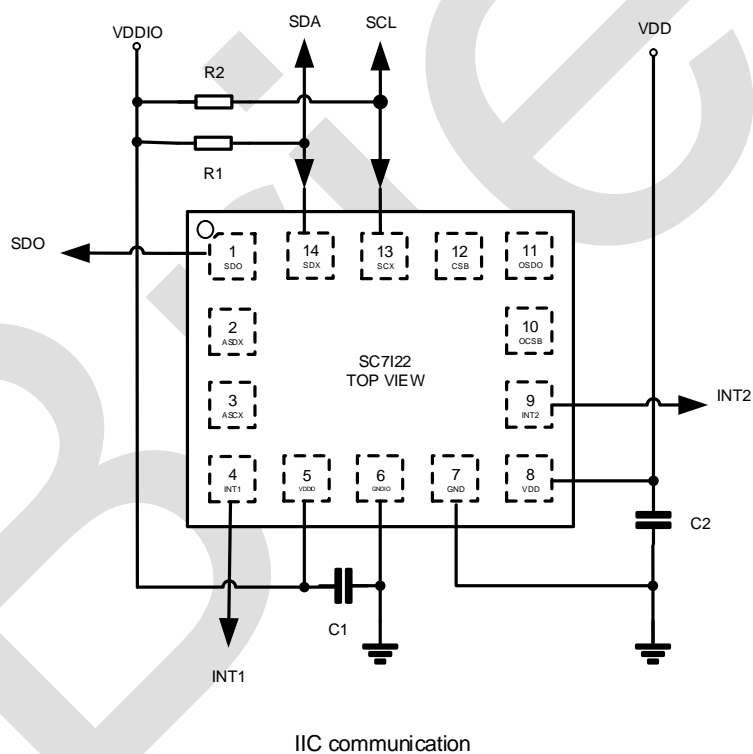 SDA
SCL
VDDIO
VDD
R2
R1
SDO
1
SDO
14
SDX
13
SCX
12
CSB
11
OSDO
2
ASDX
10
OCSB
SC7I22
TOP VIEW
3
ASCX
9
INT2
INT2
4
INT1
5
VDDD
6
GNDIO
7
GND
8
VDD
C2
C1
INT1
IIC communication
Brie